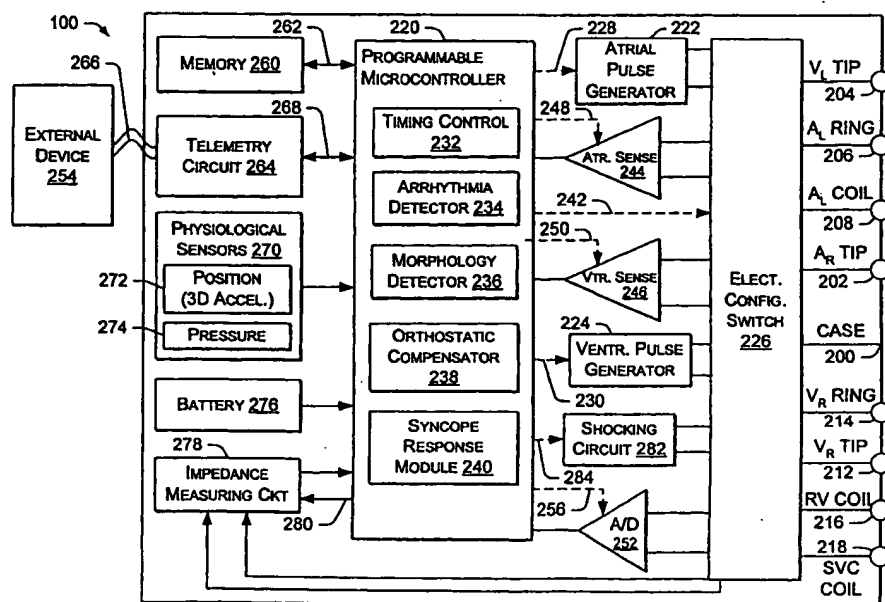 100
266
EXTERNAL
DEVICE
254
MEMORY 260
262
TELEMETRY
CIRCUIT 264
268
PHYSIOLOGICAL
SENSORS 270
272
POSITION
(3D ACCEL.)
274
PRESSURE
BATTERY 276
278
IMPEDANCE
MEASURING CKT
280
220
PROGRAMMABLE
MICROCONTROLLER
TIMING CONTROL
232
ARRHYTHMIA
DETECTOR 234
MORPHOLOGY
DETECTOR 236
ORTHOSTATIC
COMPENSATOR
238
SYNCOPE
RESPONSE
MODULE 240
228
222
ATRIAL
PULSE
GENERATOR
248
ATR. SENSE
244
242
250
VTR. SENSE
246
224
VENTR. PULSE
GENERATOR
230
SHOCKING
CIRCUIT 282
284
256
A/D
252
ELECT.
CONFIG.
SWITCH
226
VL TIP
204
AL RING
206
AL COIL
208
AR TIP
202
CASE
200
VR RING
214
VR TIP
212
RV COIL
216
218
SVC
COIL